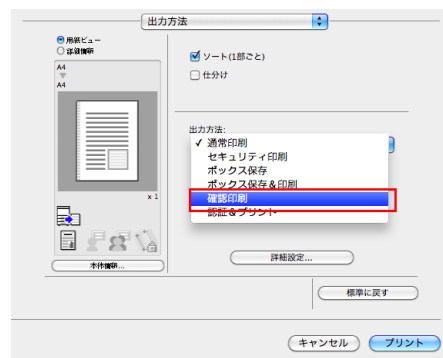 出力方法
用紙ビュー
詳細情報
A4
A4
x 1
本体情報...
ソート(1部ごと)
仕分け
出力方法:
✓ 通常印刷
セキュリティ印刷
ボックス保存
ボックス保存&印刷
確認印刷
認証&プリント
詳細設定...
標準に戻す
キャンセル
プリント